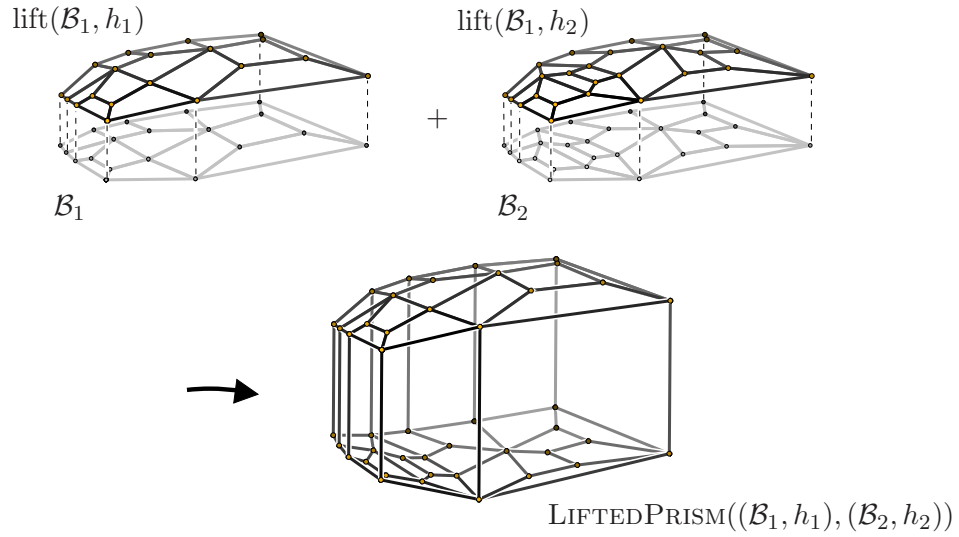 lift(ℬ₁, h₁)
lift(ℬ₁, h₂)
+
ℬ₁
ℬ₂
LIFTEDPRISM((ℬ₁, h₁), (ℬ₂, h₂))